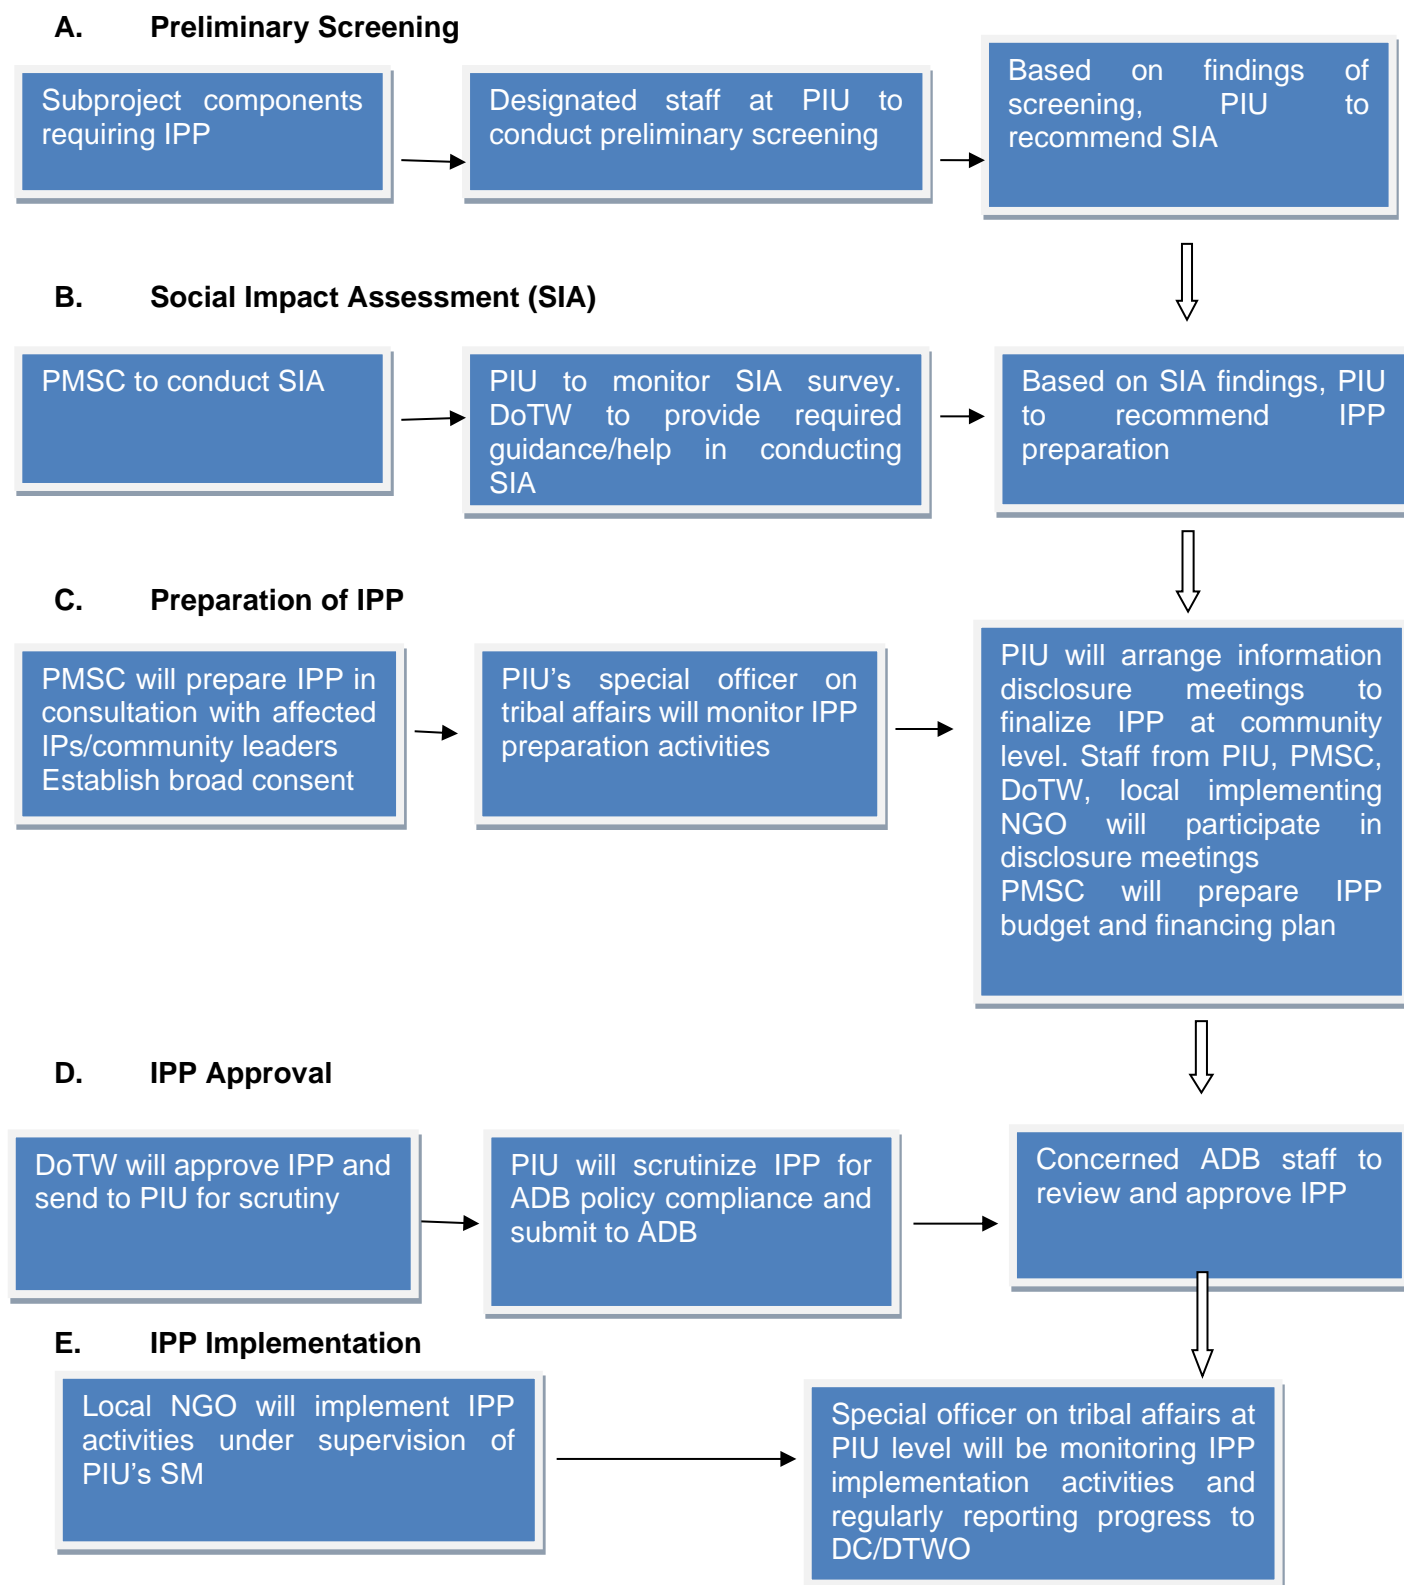 A. Preliminary Screening
Subproject components
requiring IPP
Designated staff at PIU to
conduct preliminary screening
Based on findings of
screening, PIU to
recommend SIA
B. Social Impact Assessment (SIA)
PMSC to conduct SIA
PIU to monitor SIA survey.
DoTW to provide required
guidance/help in conducting
SIA
Based on SIA findings, PIU
to recommend IPP
preparation
C. Preparation of IPP
PMSC will prepare IPP in
consultation with affected
IPs/community leaders
Establish broad consent
PIU’s special officer on
tribal affairs will monitor IPP
preparation activities
PIU will arrange information
disclosure meetings to
finalize IPP at community
level. Staff from PIU, PMSC,
DoTW, local implementing
NGO will participate in
disclosure meetings
PMSC will prepare IPP
budget and financing plan
D. IPP Approval
DoTW will approve IPP and
send to PIU for scrutiny
PIU will scrutinize IPP for
ADB policy compliance and
submit to ADB
Concerned ADB staff to
review and approve IPP
E. IPP Implementation
Local NGO will implement IPP
activities under supervision of
PIU’s SM
Special officer on tribal affairs at
PIU level will be monitoring IPP
implementation activities and
regularly reporting progress to
DC/DTWO